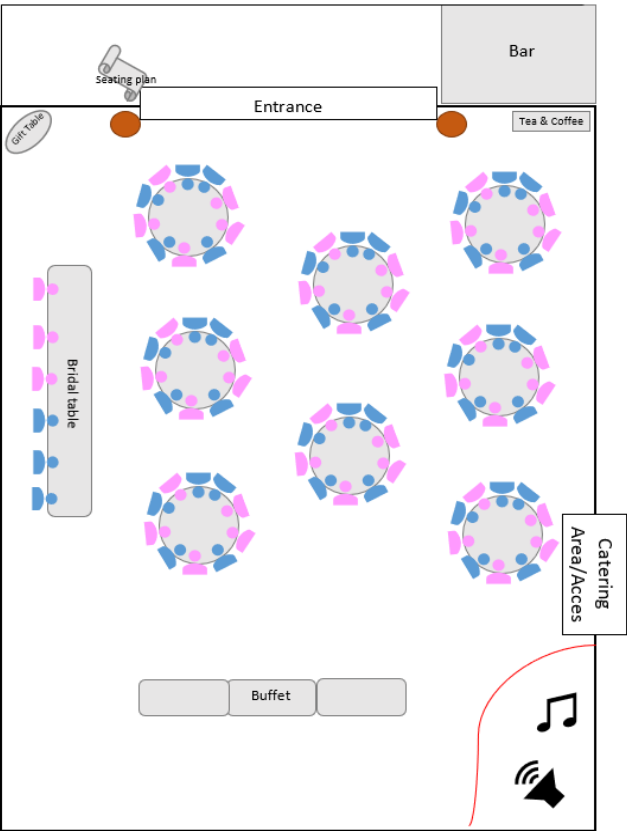 Bar
Seating plan
Entrance
Gift Table
Tea & Coffee
Bridal table
Catering
Area/Acces
Buffet